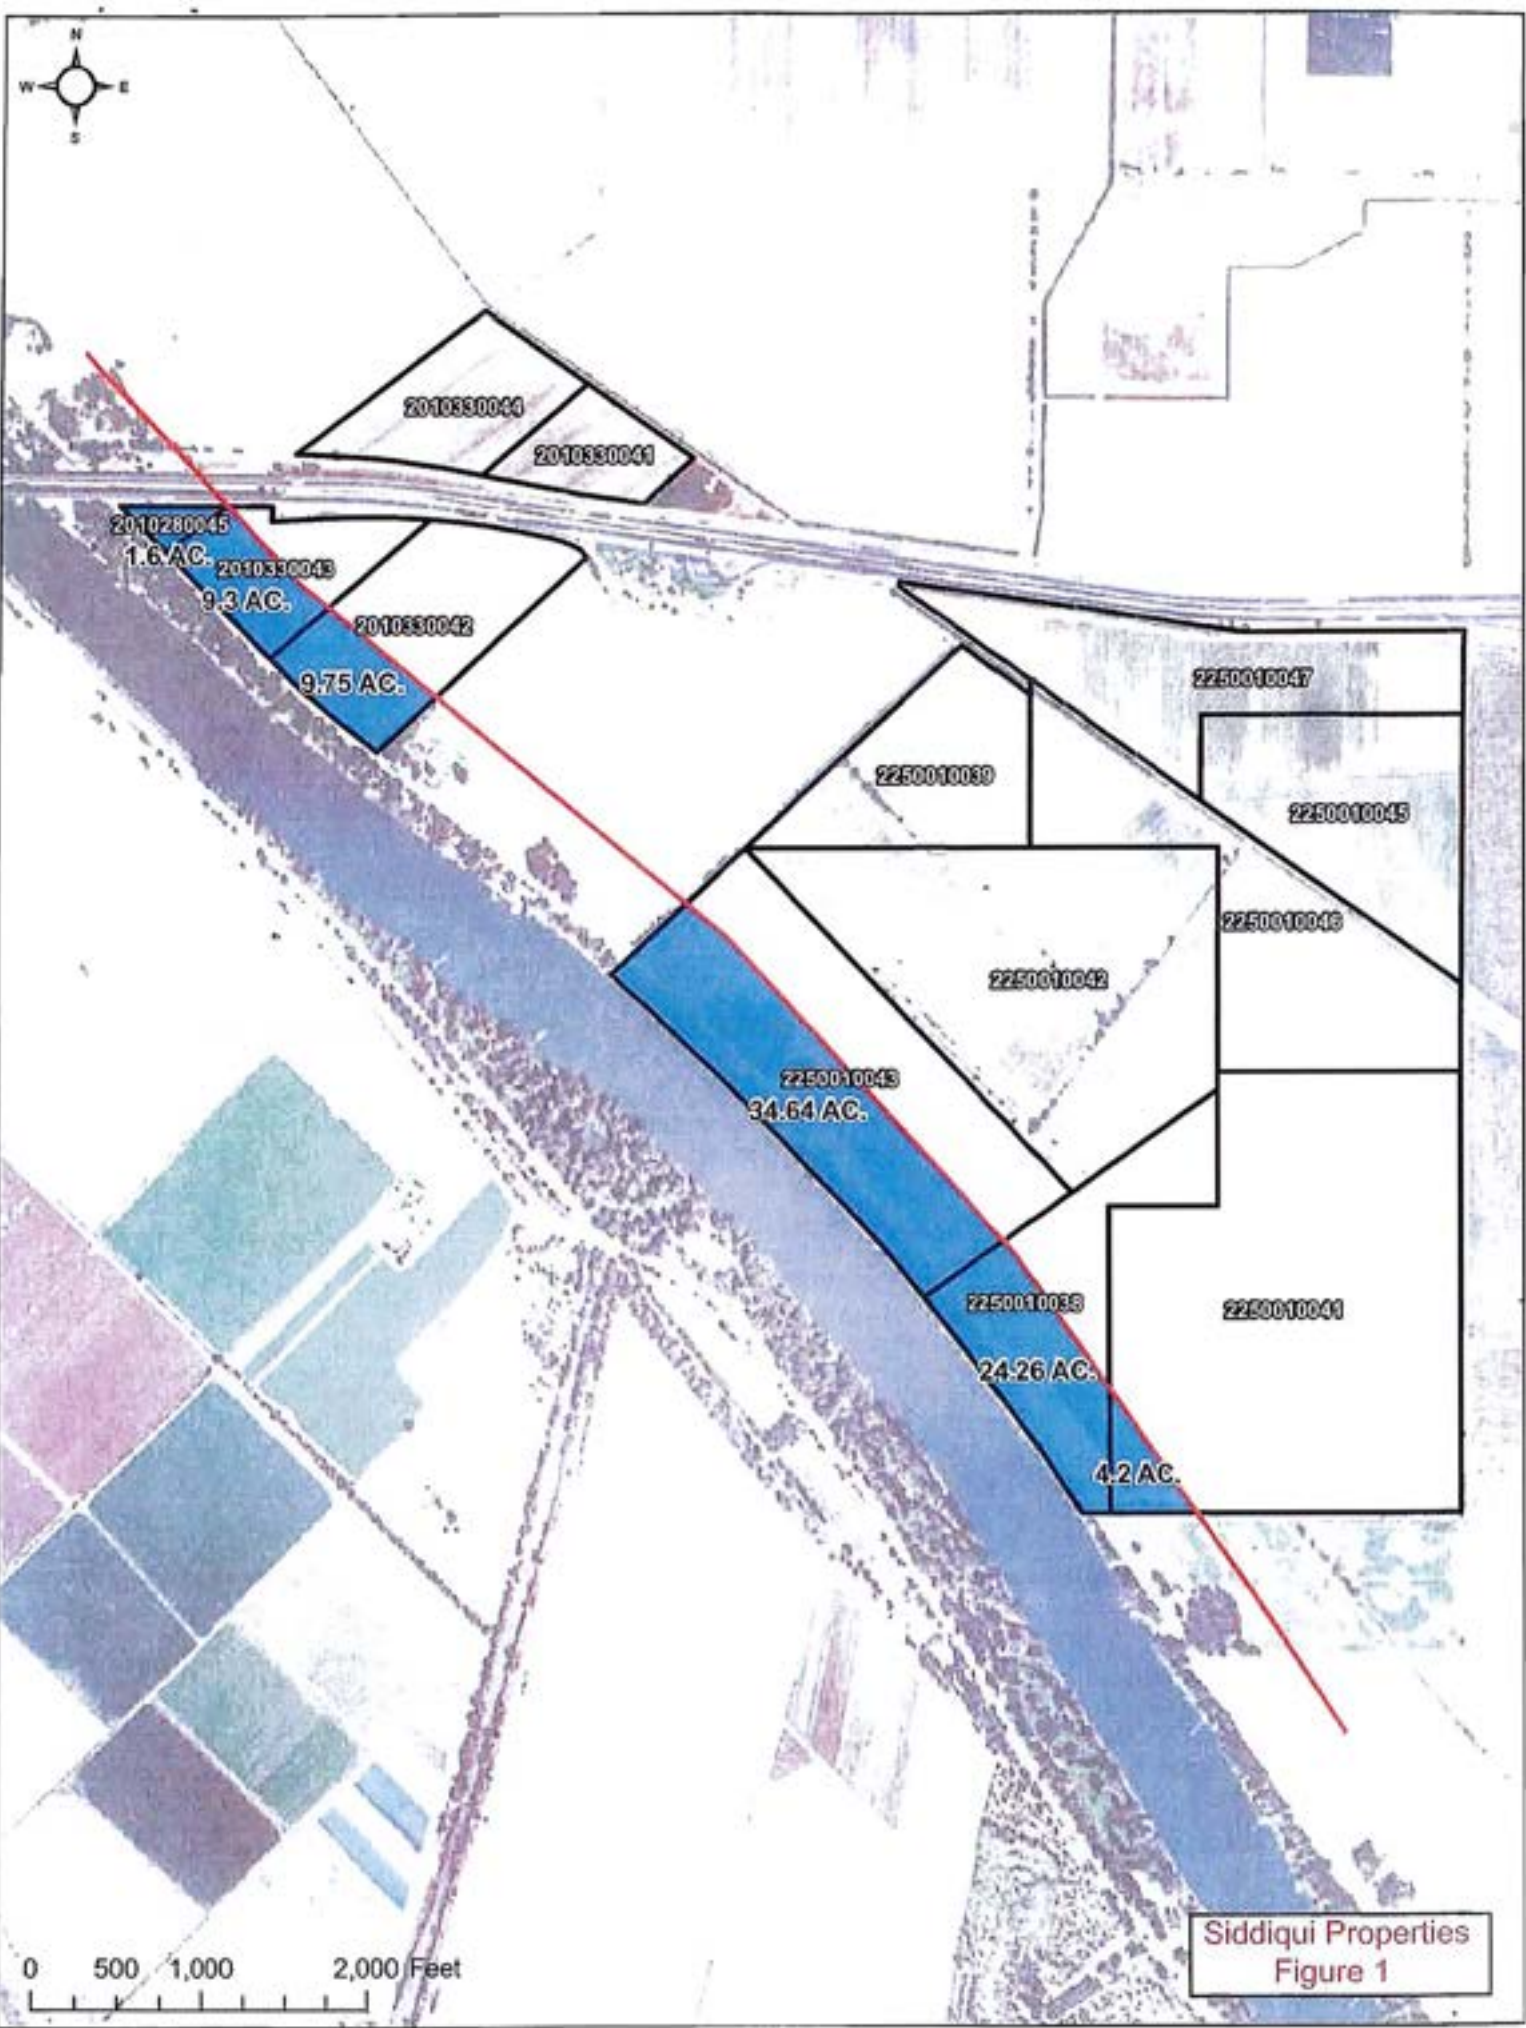 N
W E
S
2010330044
2010330041
2010280045
1.6 AC.
2010330043
9.3 AC.
2010330042
9.75 AC.
2250010047
2250010039
2250010045
2250010046
2250010042
2250010043
34.64 AC.
2250010038
2250010041
24.26 AC.
4.2 AC.
Siddiqui Properties
Figure 1
0 500 1,000 2,000 Feet